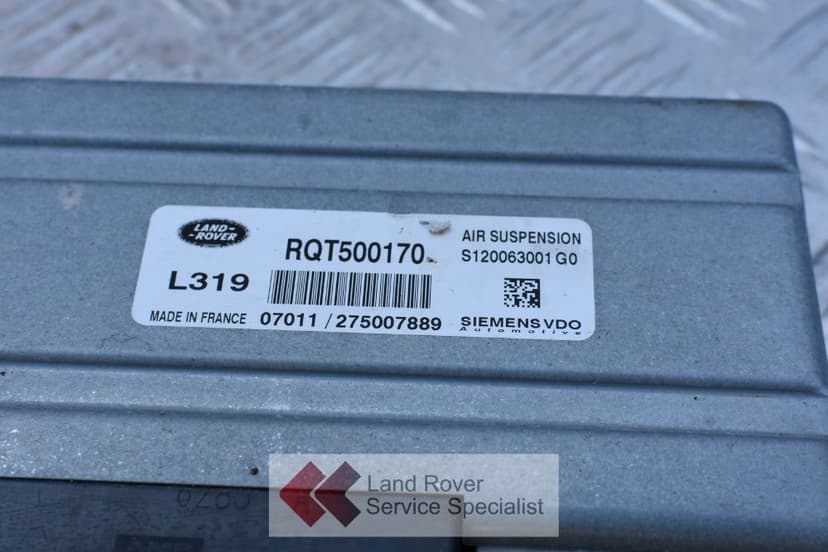 LAND-
-ROVER
RQT500170
AIR SUSPENSION
S120063001 G0
L319
MADE IN FRANCE
07011 / 275007889
SIEMENS VDO
Automotive
Land Rover
Service Specialist